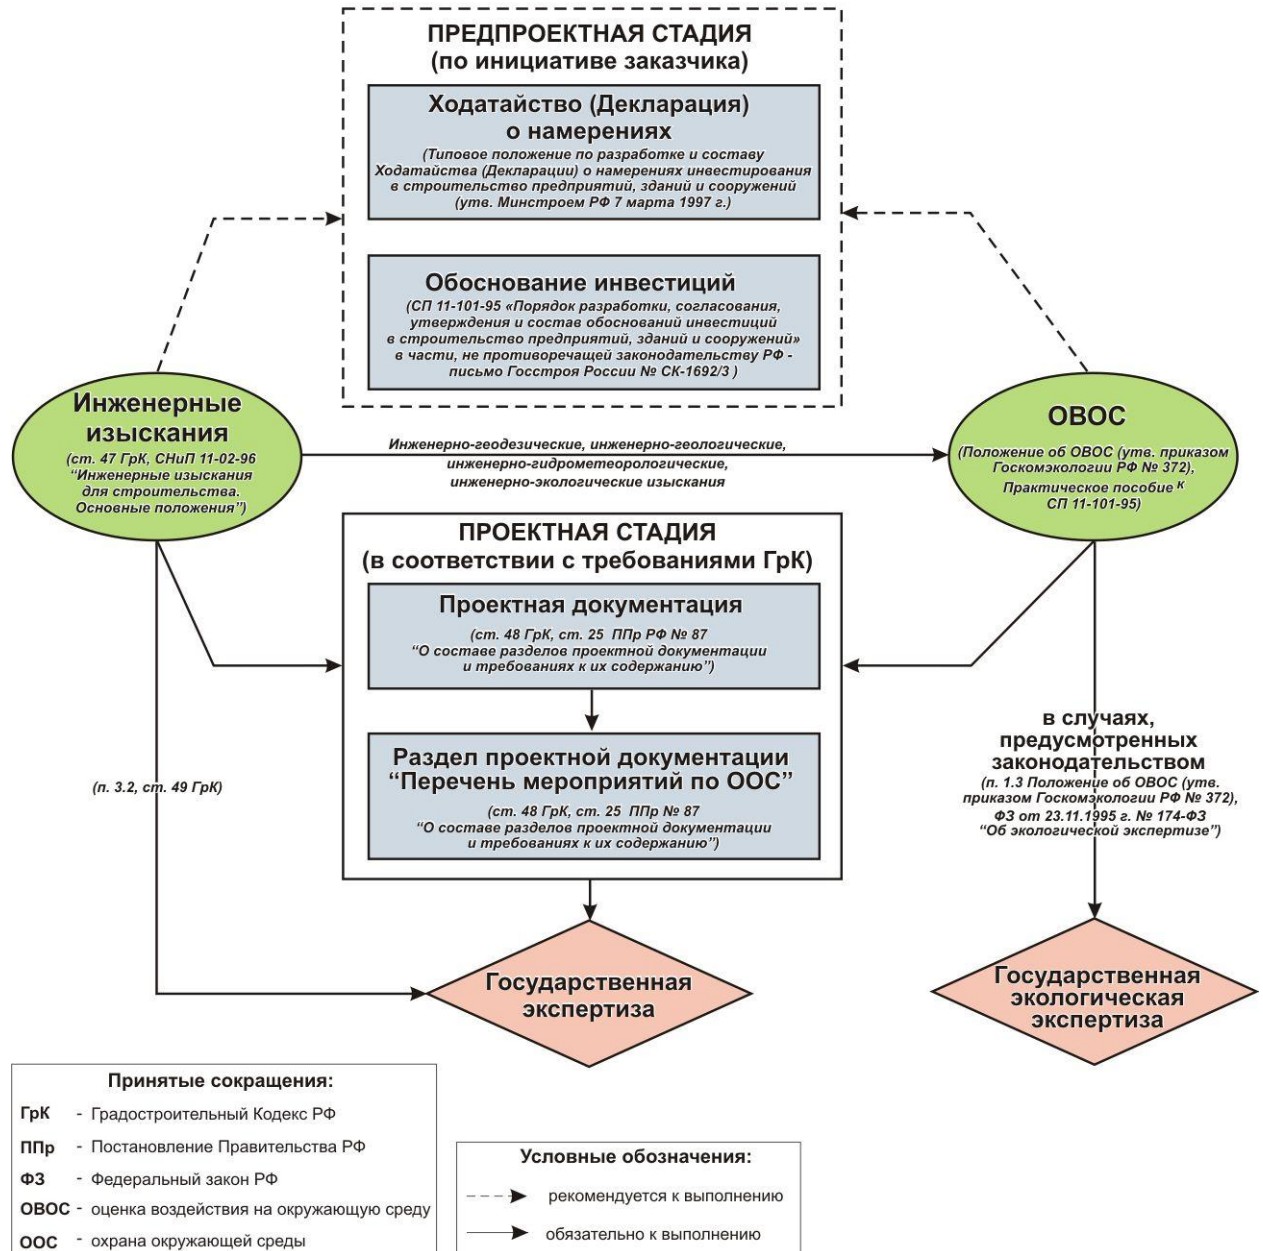 ПРЕДПРОЕКТНАЯ СТАДИЯ
(по инициативе заказчика)
Ходатайство (Декларация)
о намерениях
(Типовое положение по разработке и составу
Ходатайства (Декларации) о намерениях инвестирования
в строительство предприятий, зданий и сооружений
(утв. Минстроем РФ 7 марта 1997 г.)
Обоснование инвестиций
(СП 11-101-95 «Порядок разработки, согласования,
утверждения и состав обоснований инвестиций
в строительство предприятий, зданий и сооружений»
в части, не противоречащей законодательству РФ -
письмо Госстроя России № СК-1692/3 )
Инженерные
изыскания
(ст. 47 ГрК, СНиП 11-02-96
“Инженерные изыскания
для строительства.
Основные положения”)
Инженерно-геодезические, инженерно-геологические,
инженерно-гидрометеорологические,
инженерно-экологические изыскания
ОВОС
(Положение об ОВОС (утв. приказом
Госкомэкологии РФ № 372),
Практическое пособие к
СП 11-101-95)
ПРОЕКТНАЯ СТАДИЯ
(в соответствии с требованиями ГрК)
Проектная документация
(ст. 48 ГрК, ст. 25 ППр РФ № 87
“О составе разделов проектной документации
и требованиях к их содержанию”)
Раздел проектной документации
“Перечень мероприятий по ООС”
(ст. 48 ГрК, ст. 25 ППр № 87
“О составе разделов проектной документации
и требованиях к их содержанию”)
(п. 3.2, ст. 49 ГрК)
в случаях,
предусмотренных
законодательством
(п. 1.3 Положение об ОВОС (утв.
приказом Госкомэкологии РФ № 372),
ФЗ от 23.11.1995 г. № 174-ФЗ
“Об экологической экспертизе”)
Государственная
экспертиза
Государственная
экологическая
экспертиза
Принятые сокращения:
ГрК - Градостроительный Кодекс РФ
ППр - Постановление Правительства РФ
ФЗ - Федеральный закон РФ
ОВОС - оценка воздействия на окружающую среду
ООС - охрана окружающей среды
Условные обозначения:
рекомендуется к выполнению
обязательно к выполнению